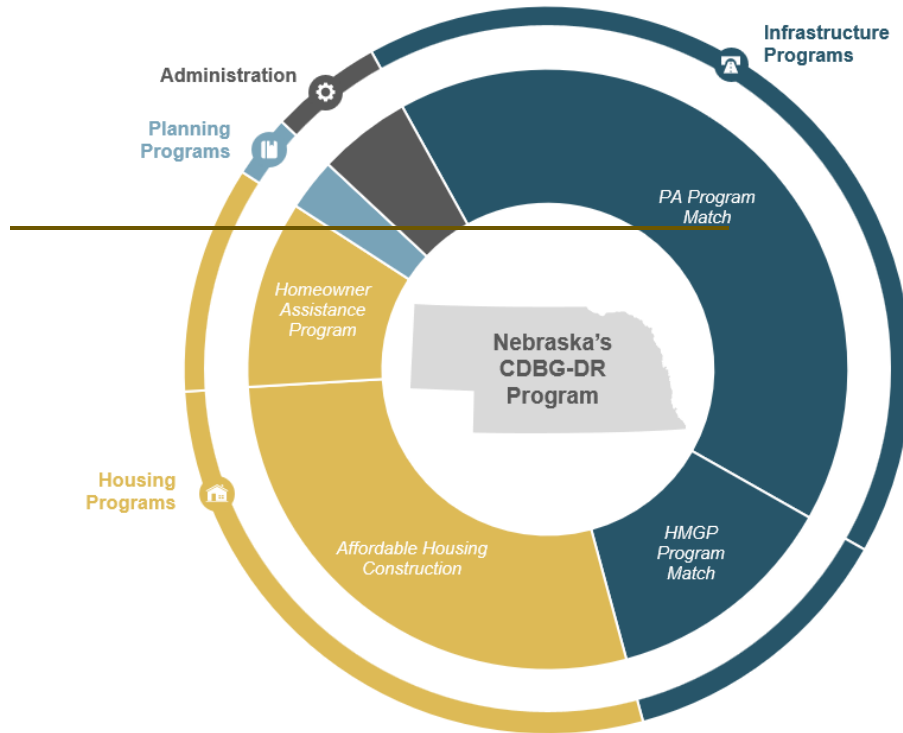 Infrastructure
Programs
Administration
Planning
Programs
PA Program
Match
Homeowner
Assistance
Program
Nebraska's
CDBG-DR
Program
Housing
Programs
Affordable Housing
Construction
HMGP
Program
Match